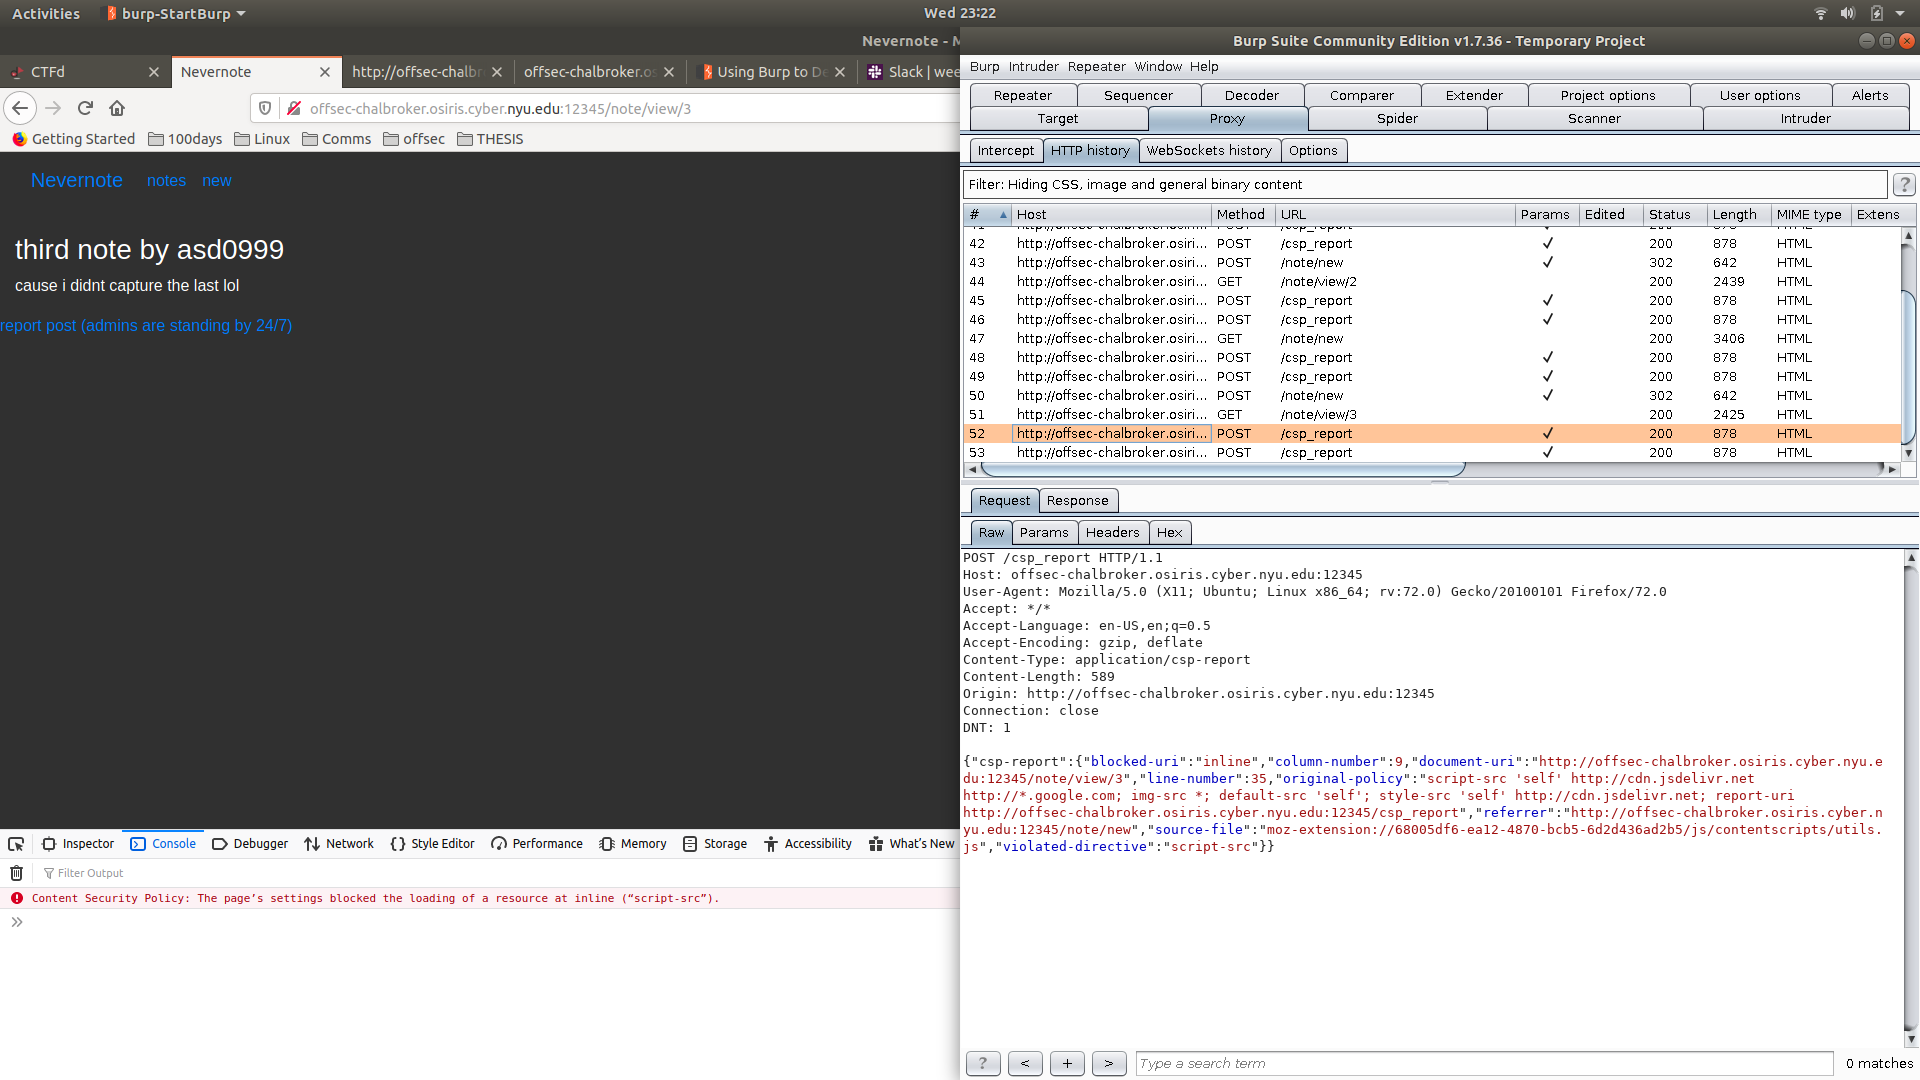 Activities burp-StartBurp Wed 23:22
Nevernote - M
Burp Suite Community Edition v1.7.36 - Temporary Project
CTFd Nevernote http://offsec-chalbr offsec-chalbroker.os Using Burp to De Slack | wee
offsec-chalbroker.osiris.cyber.nyu.edu:12345/note/view/3
Getting Started 100days Linux Comms offsec THESIS
Nevernote notes new
third note by asd0999
cause i didnt capture the last lol
report post (admins are standing by 24/7)
Inspector Console Debugger Network Style Editor Performance Memory Storage Accessibility What's New
Filter Output
Content Security Policy: The page's settings blocked the loading of a resource at inline (“script-src”).
Burp Intruder Repeater Window Help
Repeater Sequencer Decoder Comparer Extender Project options User options Alerts
Target Proxy Spider Scanner Intruder
Intercept HTTP history WebSockets history Options
Filter: Hiding CSS, image and general binary content ?
# Host Method URL Params Edited Status Length MIME type Extens
42 http://offsec-chalbroker.osiri... POST /csp_report ✓ 200 878 HTML
43 http://offsec-chalbroker.osiri... POST /note/new ✓ 302 642 HTML
44 http://offsec-chalbroker.osiri... GET /note/view/2 200 2439 HTML
45 http://offsec-chalbroker.osiri... POST /csp_report ✓ 200 878 HTML
46 http://offsec-chalbroker.osiri... POST /csp_report ✓ 200 878 HTML
47 http://offsec-chalbroker.osiri... GET /note/new 200 3406 HTML
48 http://offsec-chalbroker.osiri... POST /csp_report ✓ 200 878 HTML
49 http://offsec-chalbroker.osiri... POST /csp_report ✓ 200 878 HTML
50 http://offsec-chalbroker.osiri... POST /note/new ✓ 302 642 HTML
51 http://offsec-chalbroker.osiri... GET /note/view/3 200 2425 HTML
52 http://offsec-chalbroker.osiri... POST /csp_report ✓ 200 878 HTML
53 http://offsec-chalbroker.osiri... POST /csp_report ✓ 200 878 HTML
Request Response
Raw Params Headers Hex
POST /csp_report HTTP/1.1
Host: offsec-chalbroker.osiris.cyber.nyu.edu:12345
User-Agent: Mozilla/5.0 (X11; Ubuntu; Linux x86_64; rv:72.0) Gecko/20100101 Firefox/72.0
Accept: */*
Accept-Language: en-US,en;q=0.5
Accept-Encoding: gzip, deflate
Content-Type: application/csp-report
Content-Length: 589
Origin: http://offsec-chalbroker.osiris.cyber.nyu.edu:12345
Connection: close
DNT: 1
{"csp-report":{"blocked-uri":"inline","column-number":9,"document-uri":"http://offsec-chalbroker.osiris.cyber.nyu.e
du:12345/note/view/3","line-number":35,"original-policy":"script-src 'self' http://cdn.jsdelivr.net
http://*.google.com; img-src *; default-src 'self'; style-src 'self' http://cdn.jsdelivr.net; report-uri
http://offsec-chalbroker.osiris.cyber.nyu.edu:12345/csp_report","referrer":"http://offsec-chalbroker.osiris.cyber.n
yu.edu:12345/note/new","source-file":"moz-extension://68005df6-ea12-4870-bcb5-6d2d436ad2b5/js/contentscripts/utils.
js","violated-directive":"script-src"}}
? < + > Type a search term 0 matches